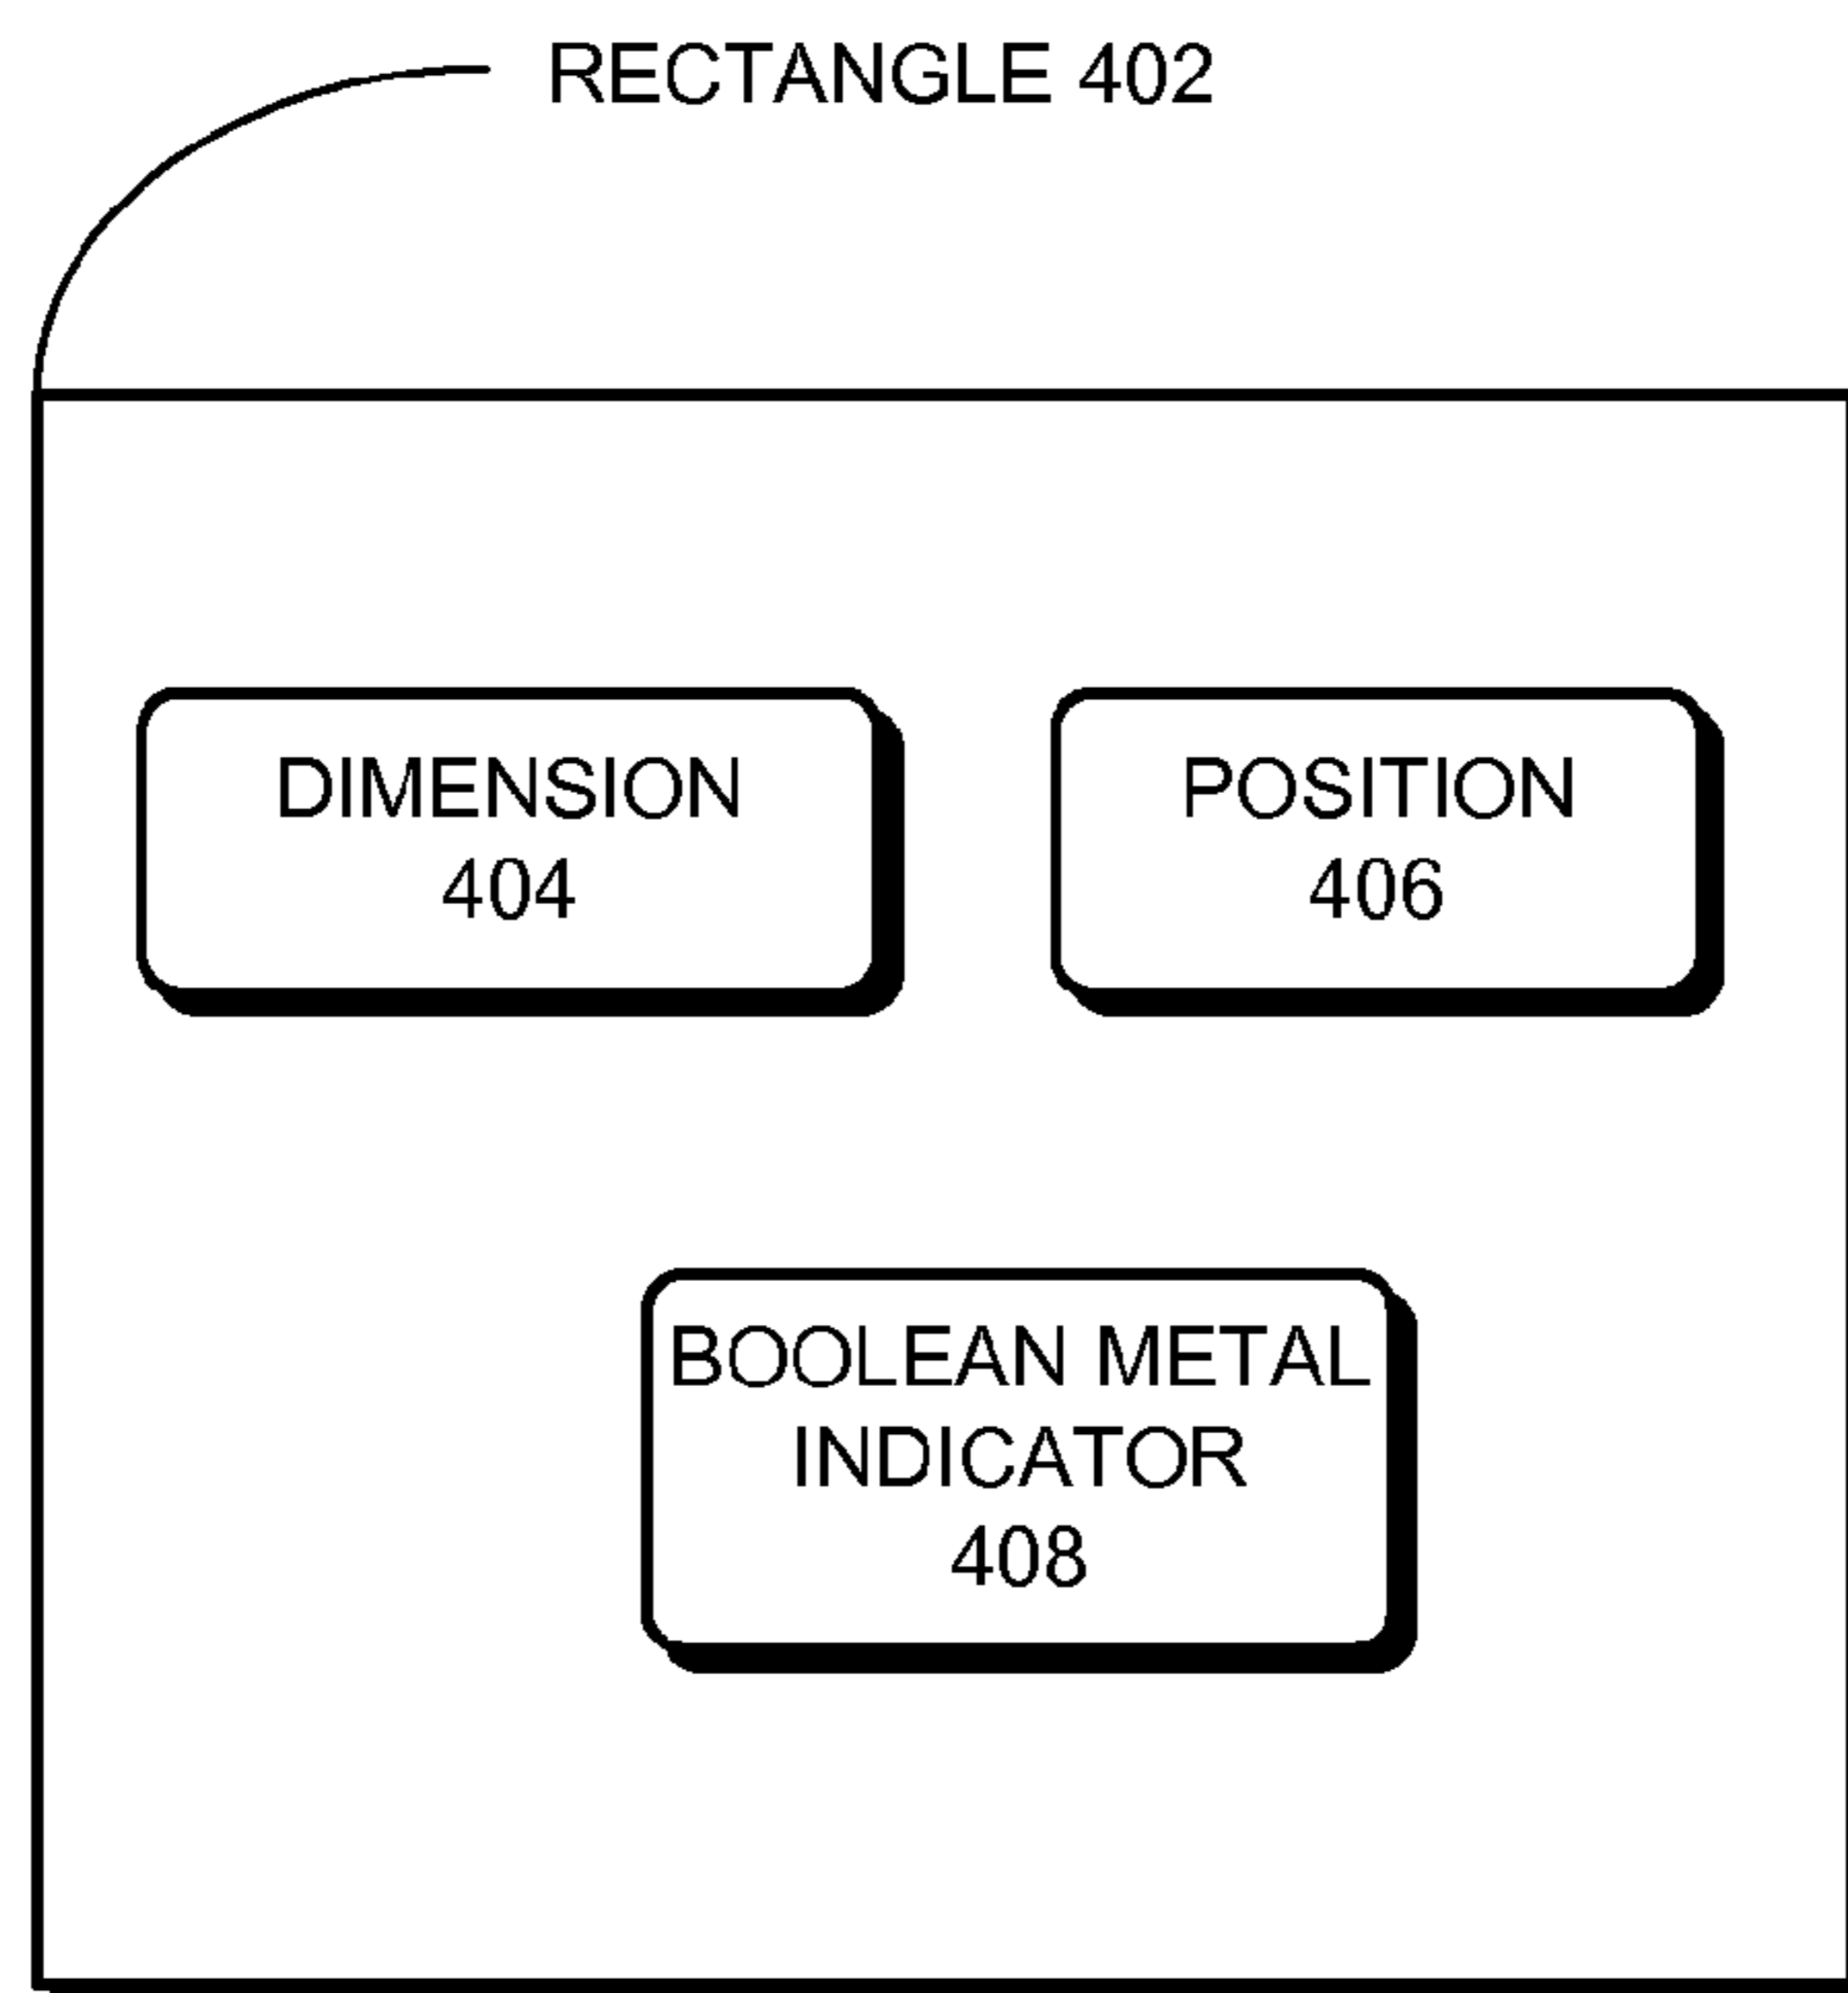 RECTANGLE 402
DIMENSION
404
POSITION
406
BOOLEAN METAL
INDICATOR
408